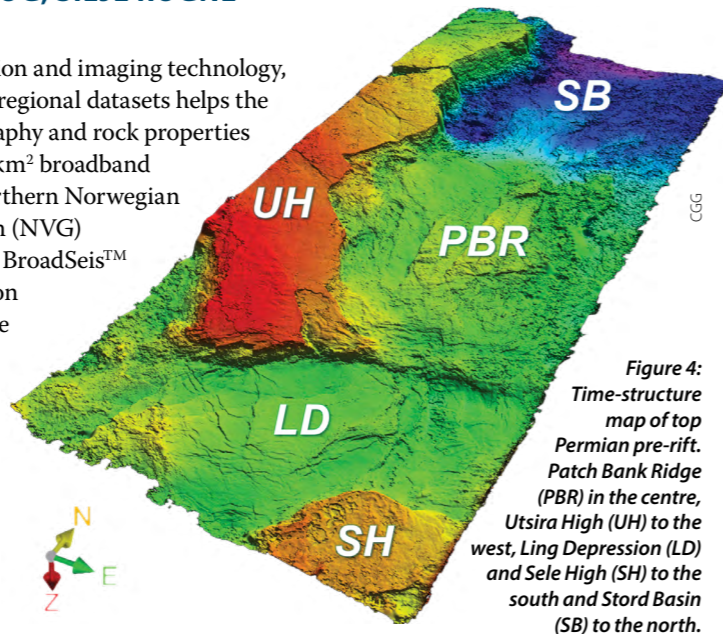 ion and imaging technology,
regional datasets helps the
aphy and rock properties
km² broadband
rthern Norwegian
n (NVG)
BroadSeis™
on
e
SB
UH
PBR
LD
SH
CGG
N
E
Z
Figure 4:
Time-structure
map of top
Permian pre-rift.
Patch Bank Ridge
(PBR) in the centre,
Utsira High (UH) to the
west, Ling Depression (LD)
and Sele High (SH) to the
south and Stord Basin
(SB) to the north.